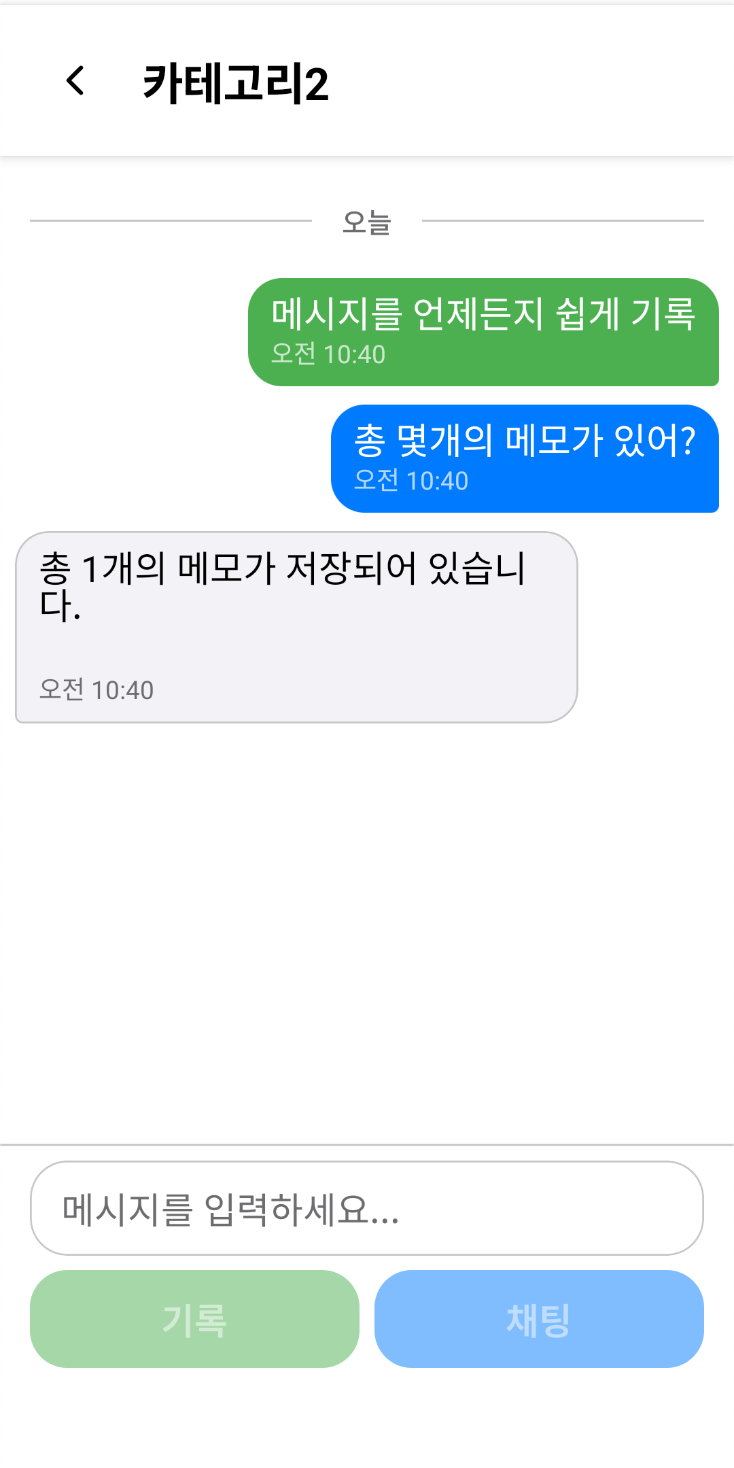 카테고리2
오늘
메시지를 언제든지 쉽게 기록
오전 10:40
총 몇개의 메모가 있어?
오전 10:40
총 1개의 메모가 저장되어 있습니
다.
오전 10:40
메시지를 입력하세요...
기록
채팅